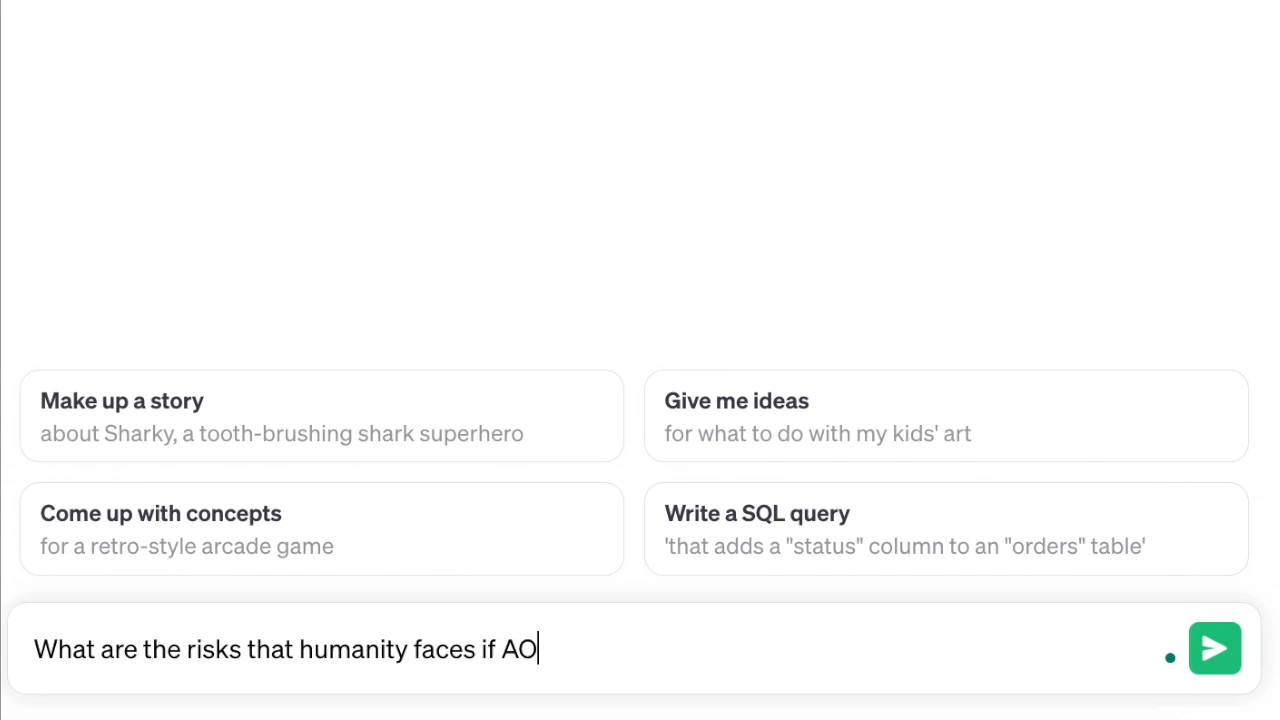 Make up a story
about Sharky, a tooth-brushing shark superhero
Give me ideas
for what to do with my kids' art
Come up with concepts
for a retro-style arcade game
Write a SQL query
'that adds a "status" column to an "orders" table'
What are the risks that humanity faces if AO